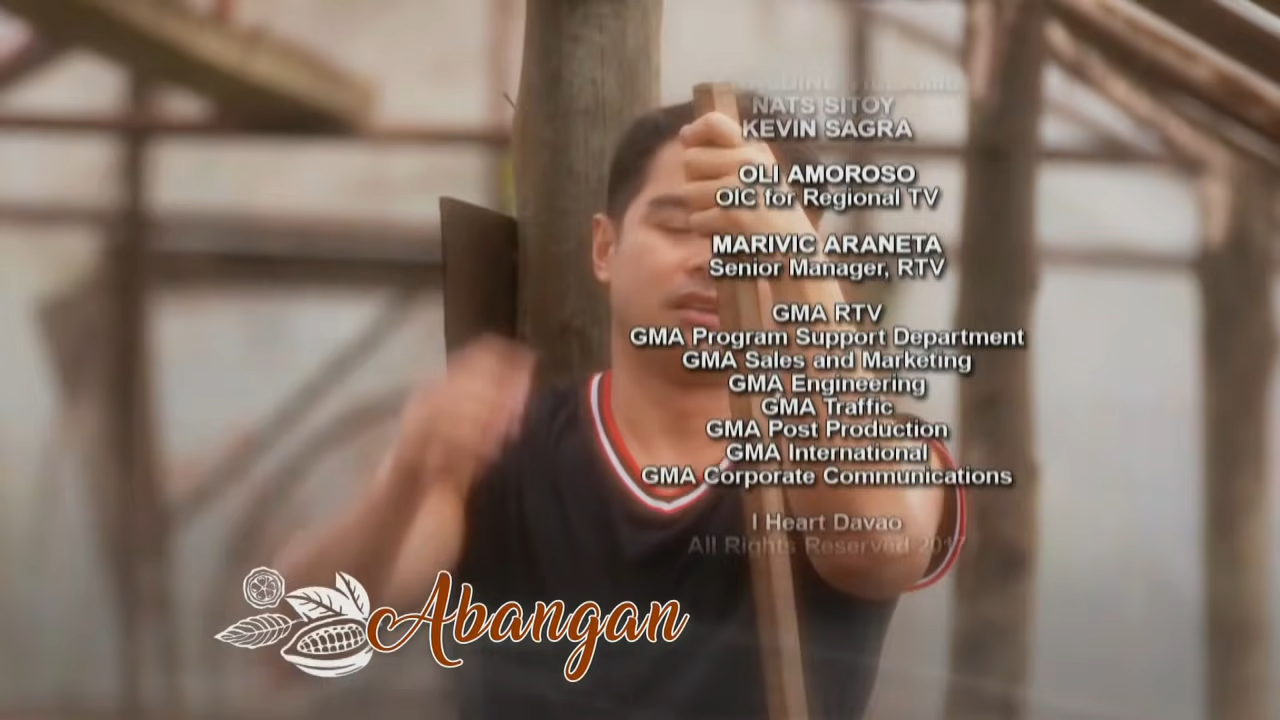 NATS SITOY
KEVIN SAGRA
OLI AMOROSO
OIC for Regional TV
MARIVIC ARANETA
Senior Manager, RTV
GMA RTV
GMA Program Support Department
GMA Sales and Marketing
GMA Engineering
GMA Traffic
GMA Post Production
GMA International
GMA Corporate Communications
I Heart Davao
All Rights Reserved 2017
Abangan